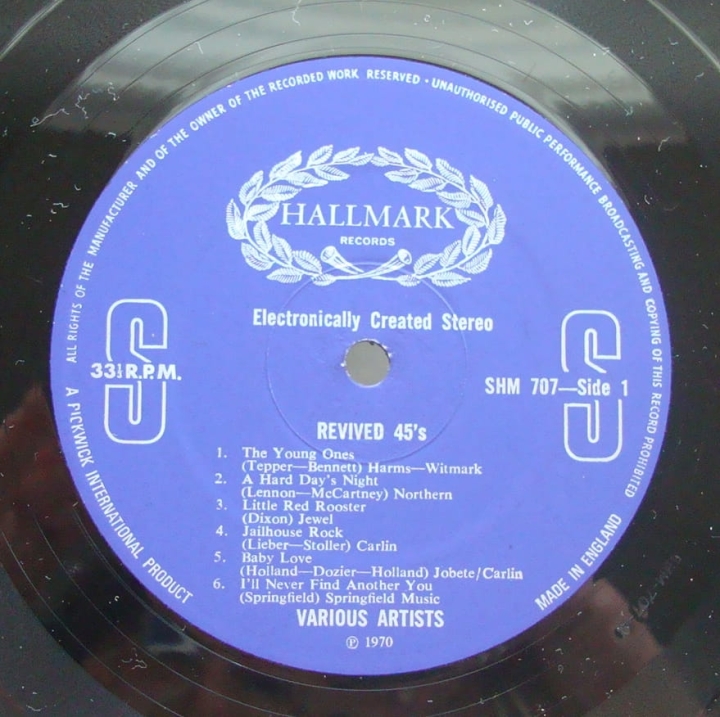 ALL RIGHTS OF THE MANUFACTURER AND OF THE OWNER OF THE RECORDED WORK RESERVED · UNAUTHORISED PUBLIC PERFORMANCE BROADCASTING AND COPYING OF THIS RECORD PROHIBITED
HALLMARK
RECORDS
Electronically Created Stereo
S
S
33⅓ R.P.M.
SHM 707—Side 1
REVIVED 45's
1. The Young Ones
(Tepper—Bennett) Harms—Witmark
2. A Hard Day's Night
(Lennon—McCartney) Northern
3. Little Red Rooster
(Dixon) Jewel
4. Jailhouse Rock
(Lieber—Stoller) Carlin
5. Baby Love
(Holland—Dozier—Holland) Jobete/Carlin
6. I'll Never Find Another You
(Springfield) Springfield Music
VARIOUS ARTISTS
℗ 1970
A PICKWICK INTERNATIONAL PRODUCT
MADE IN ENGLAND